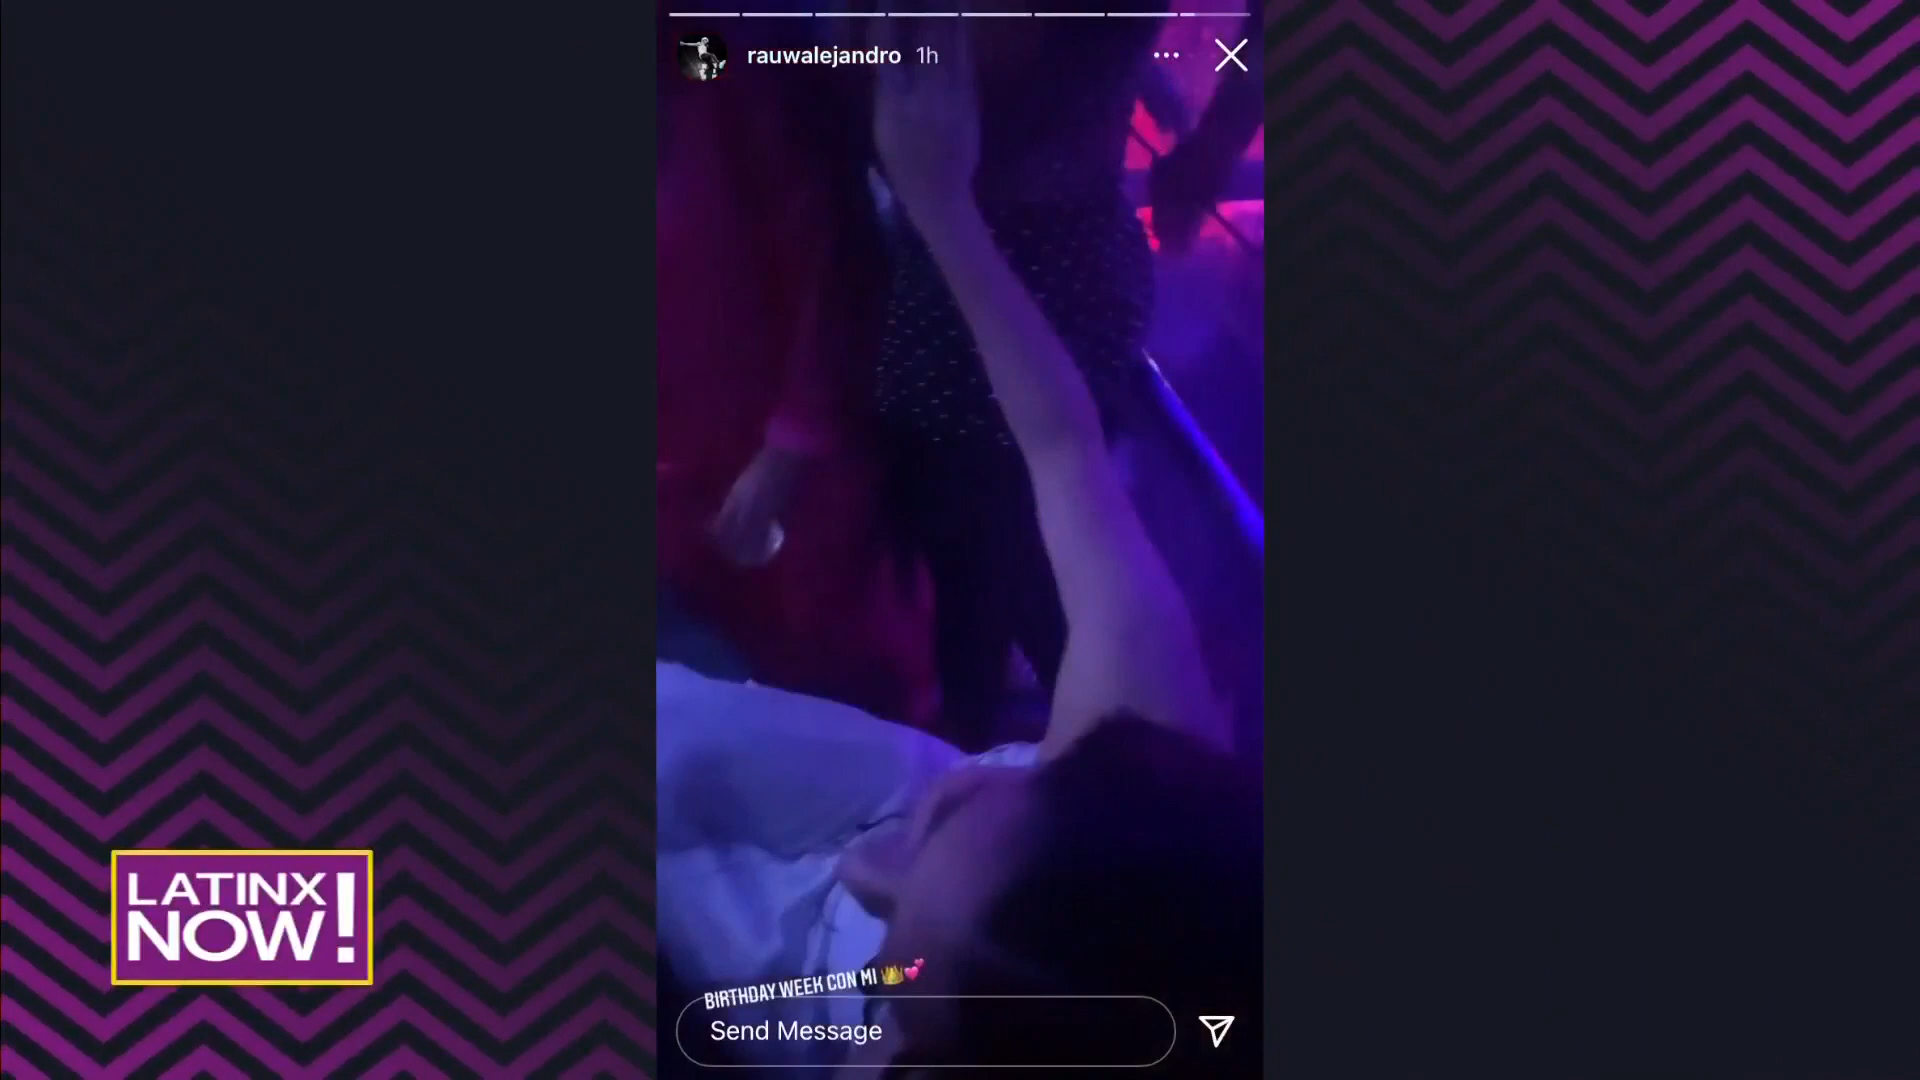 rauwalejandro 1h
LATINX
NOW!
BIRTHDAY WEEK CON MI 👑💕
Send Message